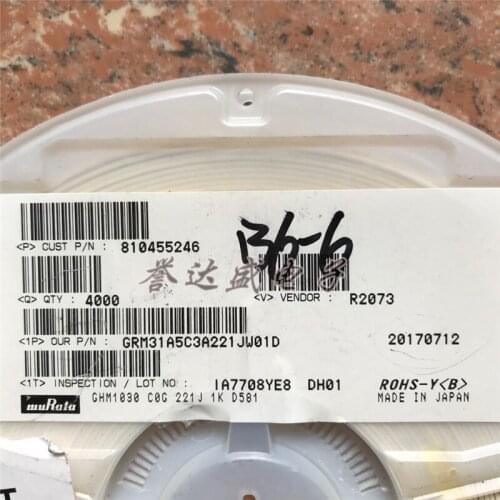 B6-6
<P> CUST P/N : 810455246
誉达盛电子
<Q> QTY : 4000
<V> VENDOR : R2073
<1P> OUR P/N : GRM31A5C3A221JW01D
20170712
<1T> INSPECTION / LOT NO : IA7708YE8 DH01
ROHS-Y<B>
muRata
GHM1030 C0G 221J 1K D581
MADE IN JAPAN